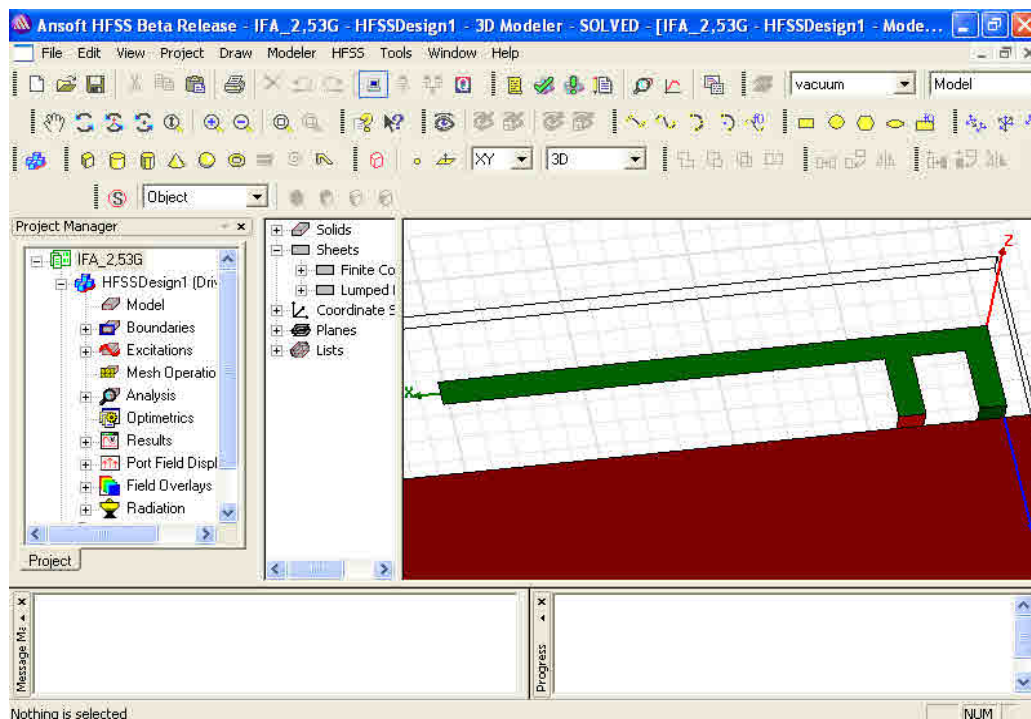 Ansoft HFSS Beta Release - IFA_2,53G - HFSSDesign1 - 3D Modeler - SOLVED - [IFA_2,53G - HFSSDesign1 - Mode...
File Edit View Project Draw Modeler HFSS Tools Window Help
vacuum Model
XY 3D
Object
Project Manager
IFA_2,53G
HFSSDesign1 (Driv
Model
Boundaries
Excitations
Mesh Operatio
Analysis
Optimetrics
Results
Port Field Displ
Field Overlays
Radiation
Project
Solids
Sheets
Finite Co
Lumped
Coordinate S
Planes
Lists
Z
X
Message Ma
Progress
Nothing is selected
NUM